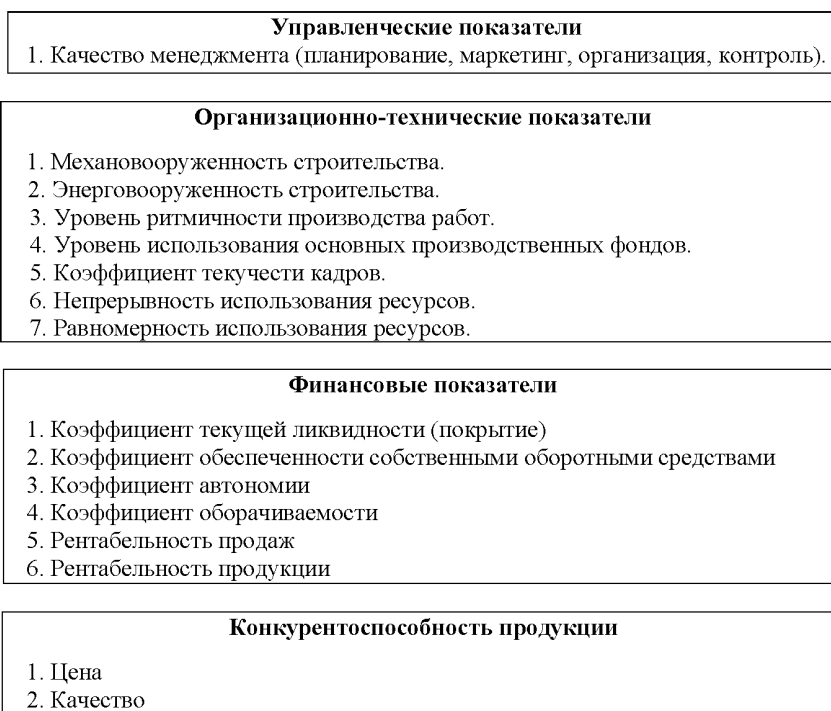 Управленческие показатели
1. Качество менеджмента (планирование, маркетинг, организация, контроль).
Организационно-технические показатели
1. Механовооруженность строительства.
2. Энерговооруженность строительства.
3. Уровень ритмичности производства работ.
4. Уровень использования основных производственных фондов.
5. Коэффициент текучести кадров.
6. Непрерывность использования ресурсов.
7. Равномерность использования ресурсов.
Финансовые показатели
1. Коэффициент текущей ликвидности (покрытие)
2. Коэффициент обеспеченности собственными оборотными средствами
3. Коэффициент автономии
4. Коэффициент оборачиваемости
5. Рентабельность продаж
6. Рентабельность продукции
Конкурентоспособность продукции
1. Цена
2. Качество